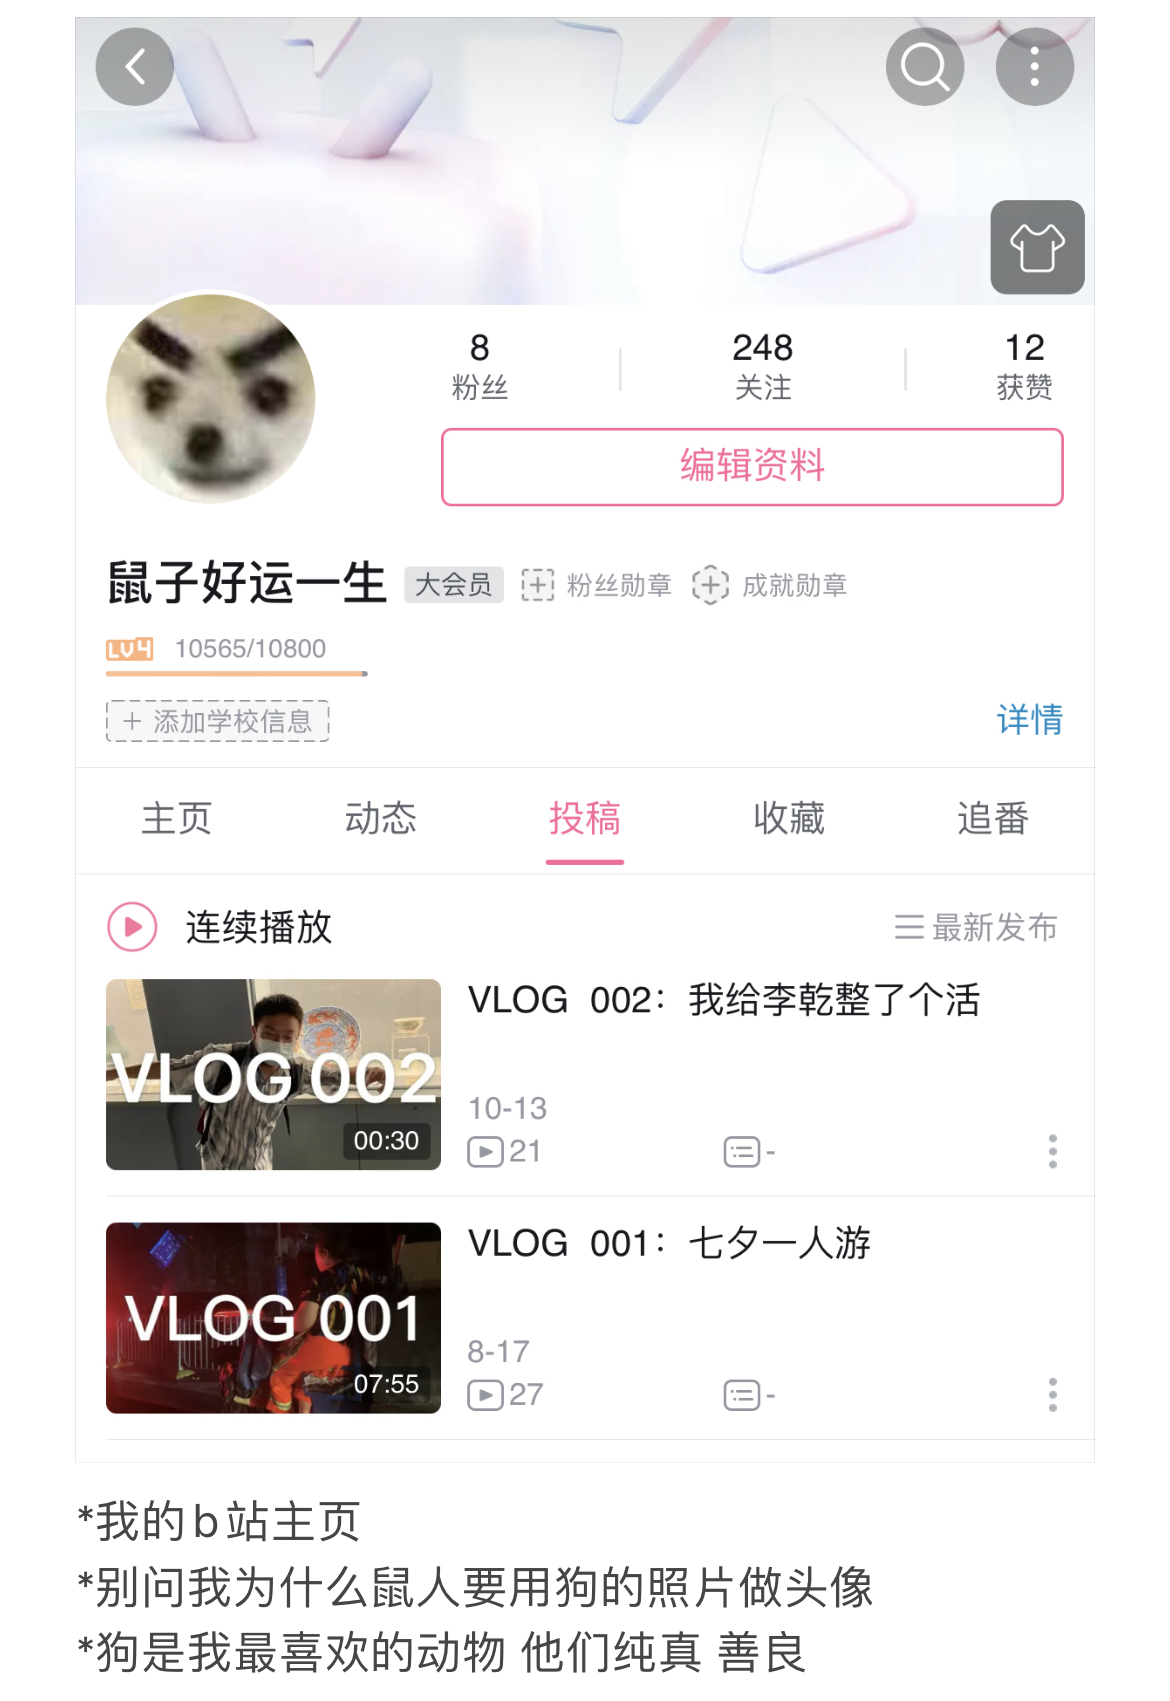 8
粉丝
248
关注
12
获赞
编辑资料
鼠子好运一生 大会员 粉丝勋章 成就勋章
LV4 10565/10800
+ 添加学校信息
详情
主页 动态 投稿 收藏 追番
连续播放
最新发布
VLOG 002
00:30
VLOG 002：我给李乾整了个活
10-13
21 -
VLOG 001
07:55
VLOG 001：七夕一人游
8-17
27 -
*我的b站主页
*别问我为什么鼠人要用狗的照片做头像
*狗是我最喜欢的动物 他们纯真 善良